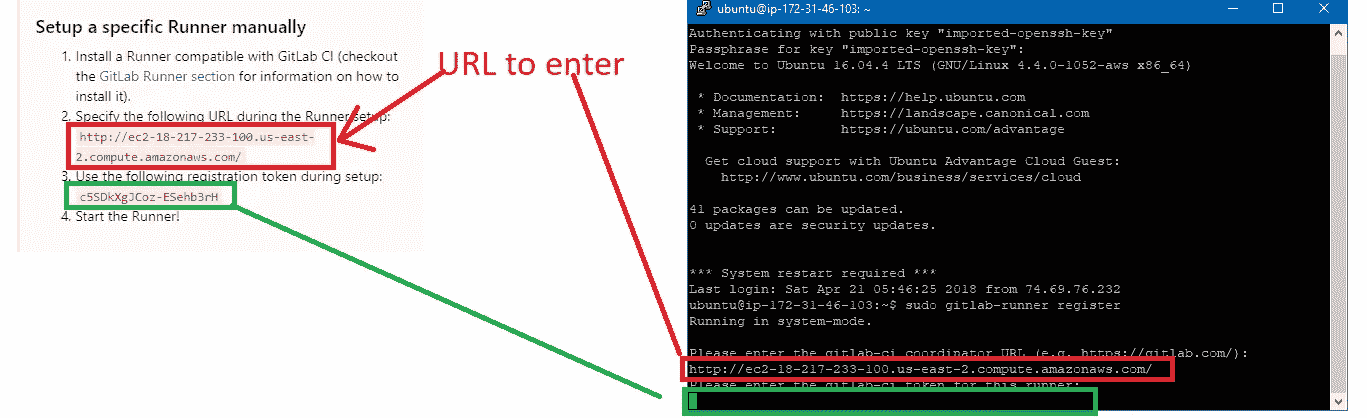 Setup a specific Runner manually
1. Install a Runner compatible with GitLab CI (checkout
the GitLab Runner section for information on how to
install it).
2. Specify the following URL during the Runner setup:
http://ec2-18-217-233-100.us-east-
2.compute.amazonaws.com/
3. Use the following registration token during setup:
c5SDkXgJCoz-ESehb3rH
4. Start the Runner!
URL to enter
ubuntu@ip-172-31-46-103: ~
Authenticating with public key "imported-openssh-key"
Passphrase for key "imported-openssh-key":
Welcome to Ubuntu 16.04.4 LTS (GNU/Linux 4.4.0-1052-aws x86_64)
* Documentation: https://help.ubuntu.com
* Management: https://landscape.canonical.com
* Support: https://ubuntu.com/advantage
Get cloud support with Ubuntu Advantage Cloud Guest:
http://www.ubuntu.com/business/services/cloud
41 packages can be updated.
0 updates are security updates.
*** System restart required ***
Last login: Sat Apr 21 05:46:25 2018 from 74.69.76.232
ubuntu@ip-172-31-46-103:~$ sudo gitlab-runner register
Running in system-mode.
Please enter the gitlab-ci coordinator URL (e.g. https://gitlab.com/):
http://ec2-18-217-233-100.us-east-2.compute.amazonaws.com/
Please enter the gitlab-ci token for this runner: